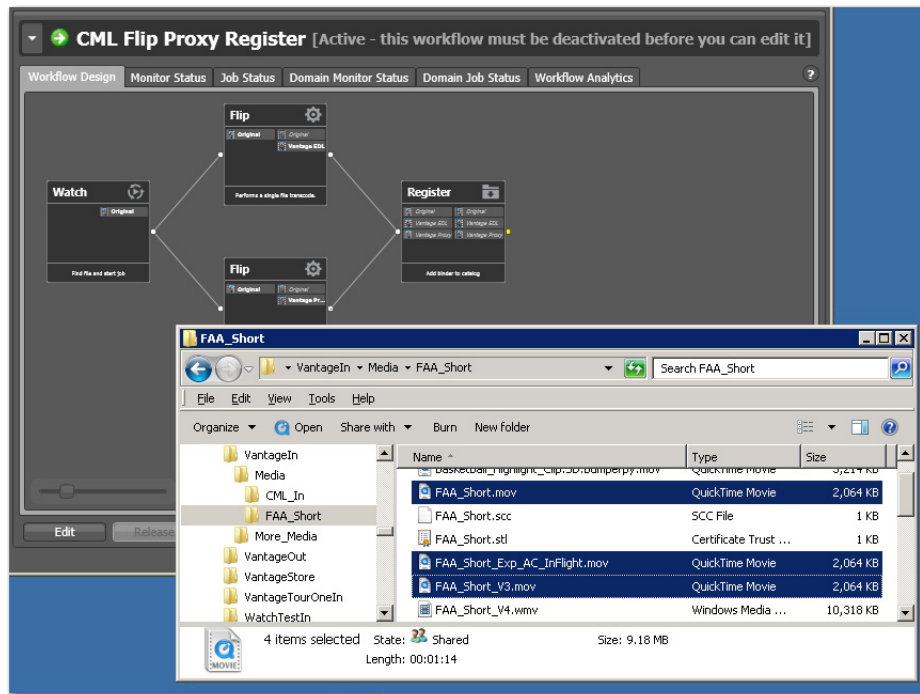 CML Flip Proxy Register [Active - this workflow must be deactivated before you can edit it]
Workflow Design Monitor Status Job Status Domain Monitor Status Domain Job Status Workflow Analytics ?
Flip
Original Original
Vantage EDL
Performs a single file transcode.
Watch
Original
Find file and start job
Register
Original Original
Vantage EDL Vantage EDL
Vantage Proxy Vantage Proxy
Add binder to catalog
Flip
Original Original
Vantage Pr...
Edit Release
FAA_Short
VantageIn Media FAA_Short Search FAA_Short
File Edit View Tools Help
Organize Open Share with Burn New folder
VantageIn
Media
CML_In
FAA_Short
More_Media
VantageOut
VantageStore
VantageTourOneIn
WatchTestIn
Name Type Size
QuickTime Movie 3,214 KB
FAA_Short.mov QuickTime Movie 2,064 KB
FAA_Short.scc SCC File 1 KB
FAA_Short.stl Certificate Trust ... 1 KB
FAA_Short_Exp_AC_InFlight.mov QuickTime Movie 2,064 KB
FAA_Short_V3.mov QuickTime Movie 2,064 KB
FAA_Short_V4.wmv Windows Media ... 10,318 KB
MOVIE
4 items selected State: Shared Size: 9.18 MB
Length: 00:01:14